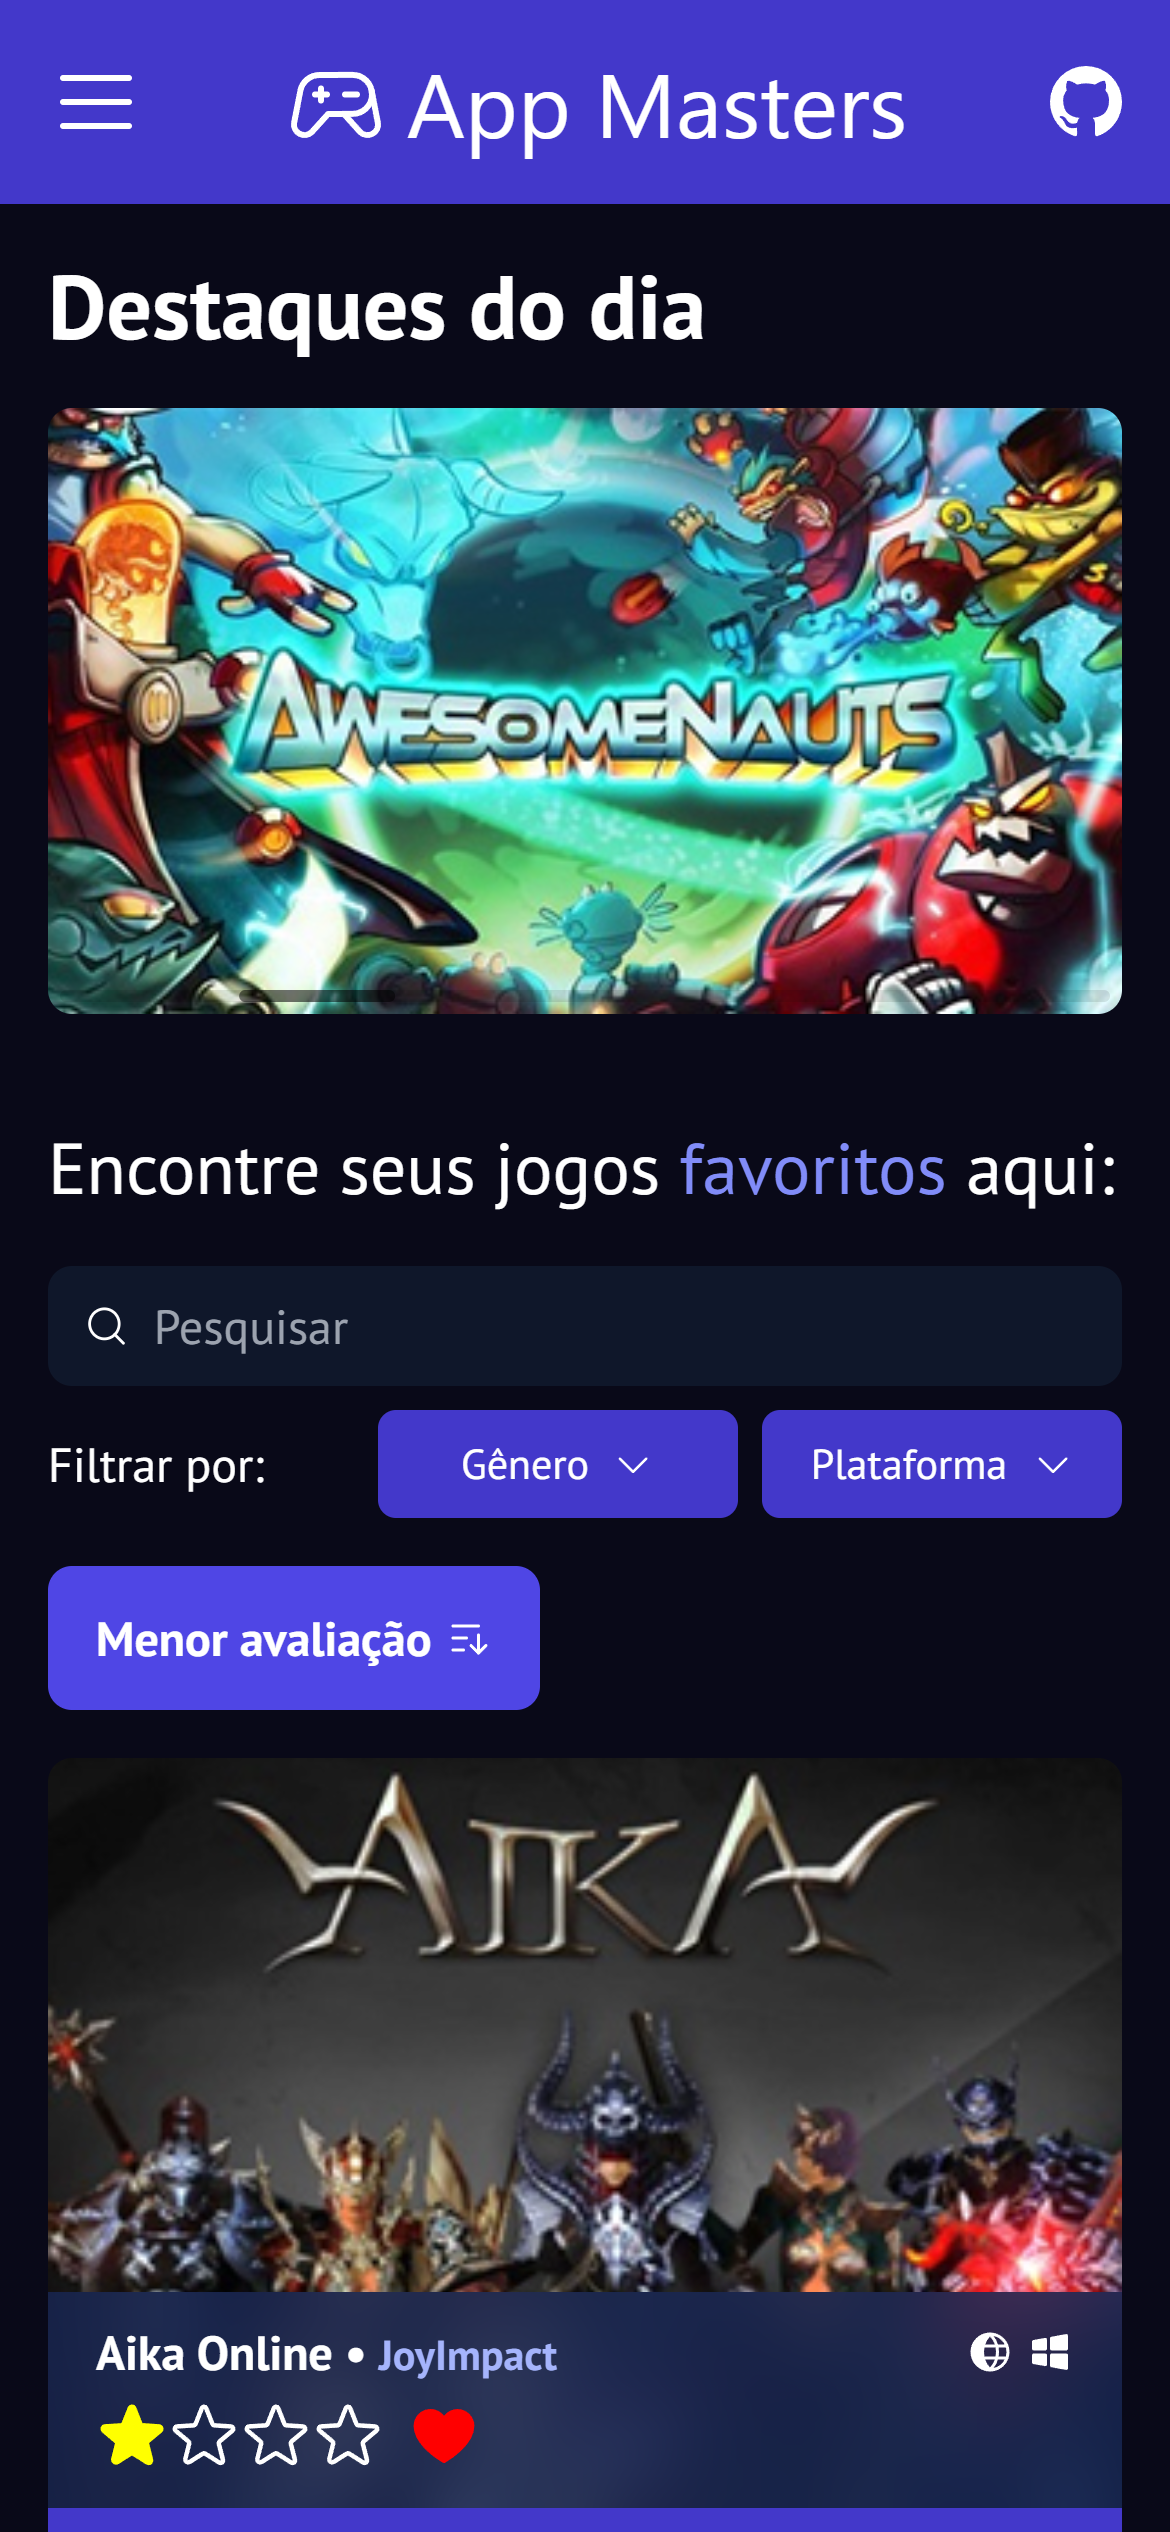 App Masters
Destaques do dia
AWESOMENAUTS
Encontre seus jogos favoritos aqui:
Pesquisar
Filtrar por:
Gênero
Plataforma
Menor avaliação
AIKA
Aika Online • JoyImpact